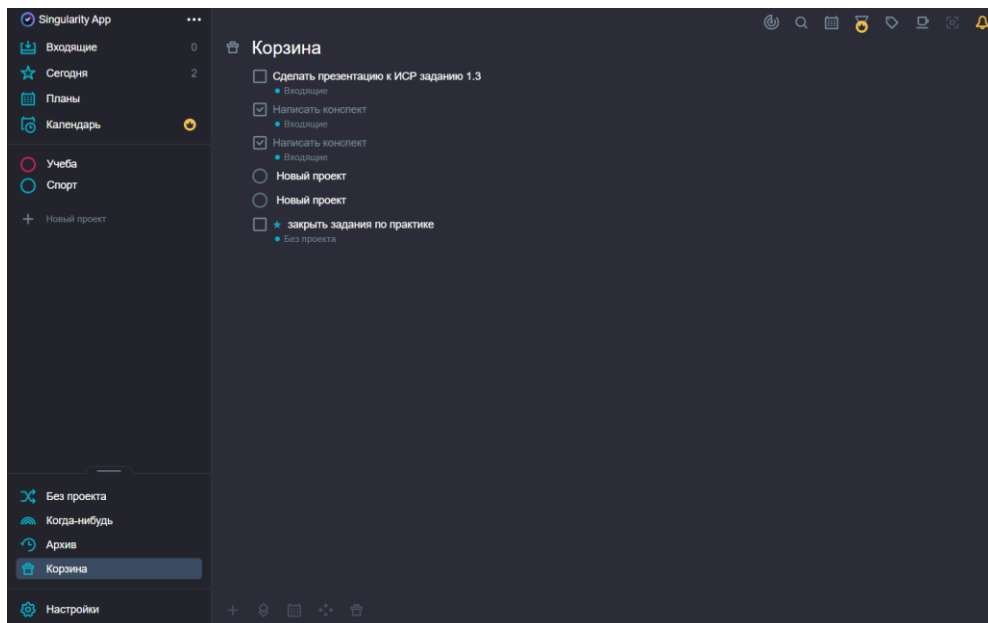 Singularity App
Входящие 0
Сегодня 2
Планы
Календарь
Учеба
Спорт
Новый проект
Без проекта
Когда-нибудь
Архив
Корзина
Настройки
Корзина
Сделать презентацию к ИСР заданию 1.3
Входящие
Написать конспект
Входящие
Написать конспект
Входящие
Новый проект
Новый проект
закрыть задания по практике
Без проекта